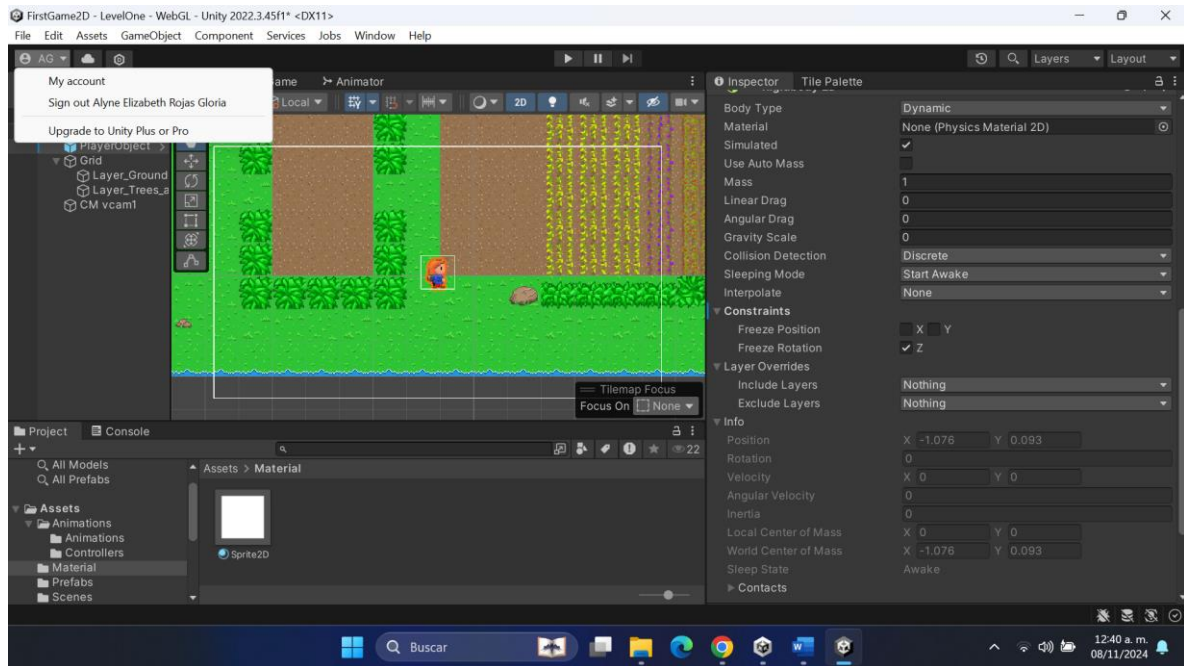 FirstGame2D - LevelOne - WebGL - Unity 2022.3.45f1* <DX11>
File Edit Assets GameObject Component Services Jobs Window Help
AG
Layers Layout
My account
Sign out Alyne Elizabeth Rojas Gloria
Upgrade to Unity Plus or Pro
ame Animator
Local 2D
PlayerObject
Grid
Layer_Ground
Layer_Trees_a
CM vcam1
Tilemap Focus
Focus On None
Inspector Tile Palette
Body Type Dynamic
Material None (Physics Material 2D)
Simulated
Use Auto Mass
Mass 1
Linear Drag 0
Angular Drag 0
Gravity Scale 0
Collision Detection Discrete
Sleeping Mode Start Awake
Interpolate None
Constraints
Freeze Position X Y
Freeze Rotation Z
Layer Overrides
Include Layers Nothing
Exclude Layers Nothing
Info
Position X -1.076 Y 0.093
Rotation 0
Velocity X 0 Y 0
Angular Velocity 0
Inertia 0
Local Center of Mass X 0 Y 0
World Center of Mass X -1.076 Y 0.093
Sleep State Awake
Contacts
Project Console
22
All Models
All Prefabs
Assets
Animations
Animations
Controllers
Material
Prefabs
Scenes
Assets > Material
Sprite2D
Buscar
12:40 a. m.
08/11/2024